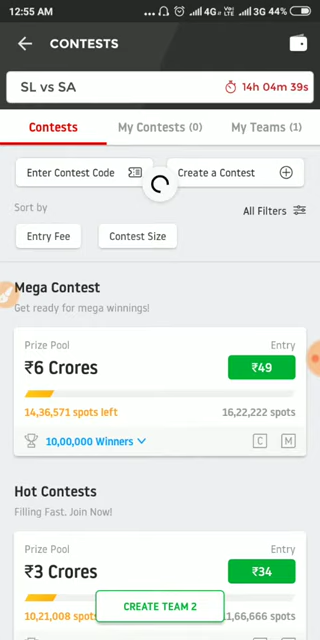 12:55 AM ... 4G VoLTE 3G 44%
CONTESTS
SL vs SA 14h 04m 39s
Contests My Contests (0) My Teams (1)
Enter Contest Code Create a Contest
Sort by All Filters
Entry Fee Contest Size
Mega Contest
Get ready for mega winnings!
Prize Pool Entry
₹6 Crores ₹49
14,36,571 spots left 16,22,222 spots
10,00,000 Winners C M
Hot Contests
Filling Fast. Join Now!
Prize Pool Entry
₹3 Crores ₹34
10,21,008 spots 11,66,666 spots
CREATE TEAM 2